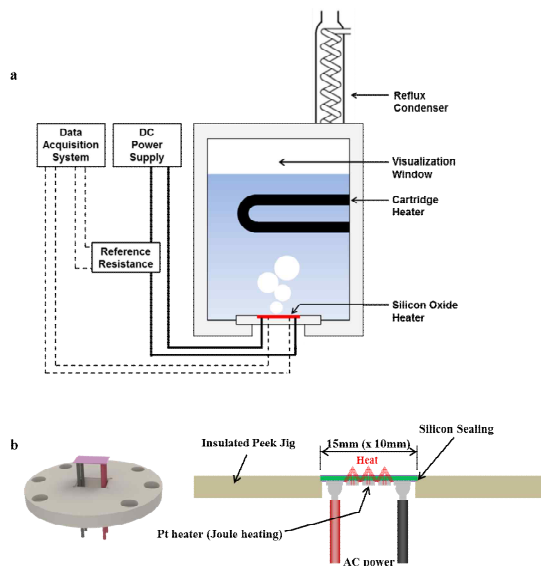 a
Reflux
Condenser
Data
Acquisition
System
DC
Power
Supply
Visualization
Window
Cartridge
Heater
Reference
Resistance
Silicon Oxide
Heater
b
Insulated Peek Jig
15mm (x 10mm)
Silicon Sealing
Heat
Pt heater (Joule heating)
AC power